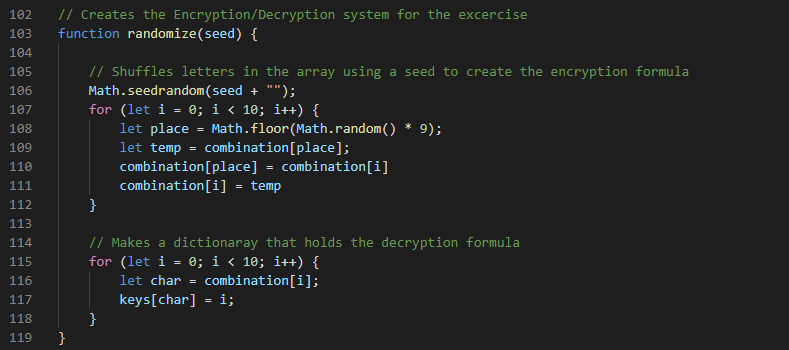 102 // Creates the Encryption/Decryption system for the excercise
103 function randomize(seed) {
104
105 // Shuffles letters in the array using a seed to create the encryption formula
106 Math.seedrandom(seed + "");
107 for (let i = 0; i < 10; i++) {
108 let place = Math.floor(Math.random() * 9);
109 let temp = combination[place];
110 combination[place] = combination[i]
111 combination[i] = temp
112 }
113
114 // Makes a dictionaray that holds the decryption formula
115 for (let i = 0; i < 10; i++) {
116 let char = combination[i];
117 keys[char] = i;
118 }
119 }